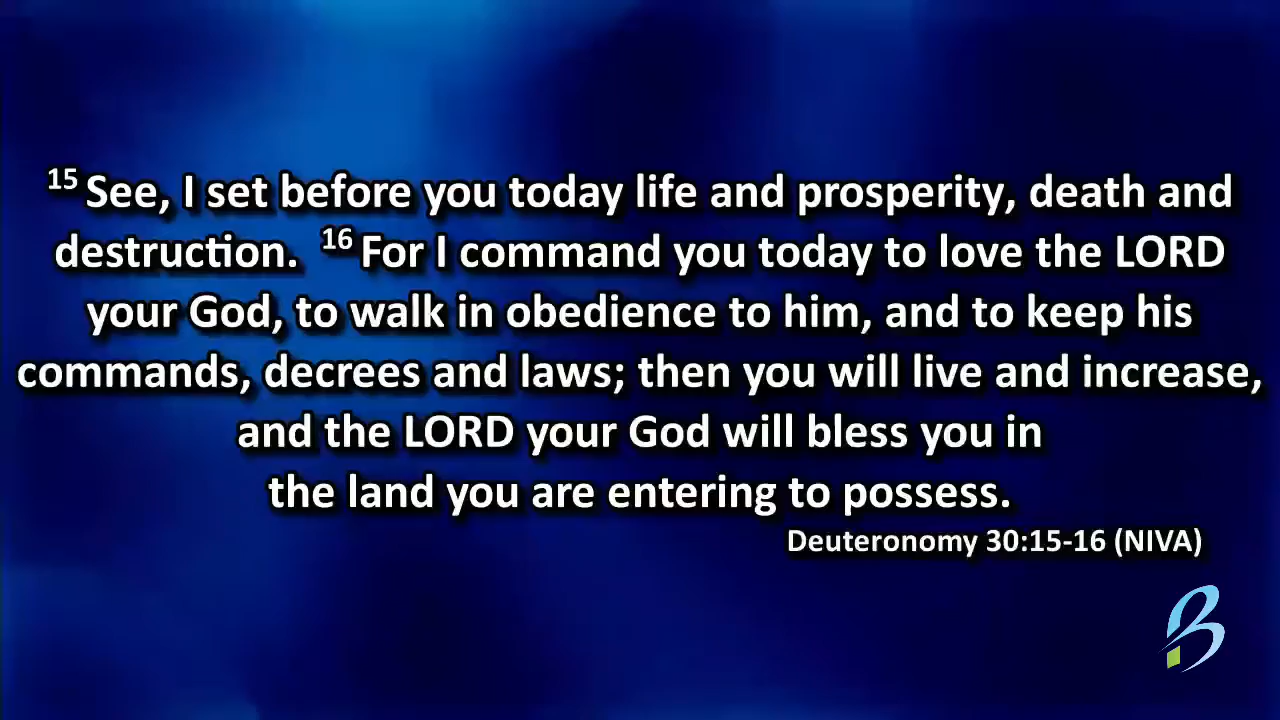 15 See, I set before you today life and prosperity, death and
destruction. 16 For I command you today to love the LORD
your God, to walk in obedience to him, and to keep his
commands, decrees and laws; then you will live and increase,
and the LORD your God will bless you in
the land you are entering to possess.
Deuteronomy 30:15-16 (NIVA)
B